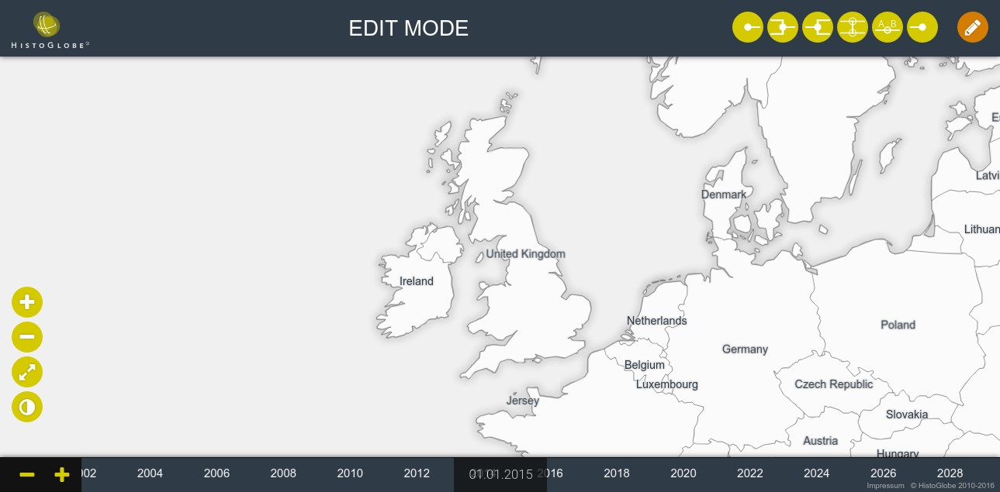 EDIT MODE
HISTOGLOBE®
A B
Es
Latvi
Denmark
Lithuan
United Kingdom
Ireland
Netherlands
Poland
Germany
Belgium
Luxembourg
Czech Republic
Jersey
Slovakia
Austria
Hungary
002 2004 2006 2008 2010 2012 01.01.2015 2016 2018 2020 2022 2024 2026 2028
Impressum © HistoGlobe 2010-2016